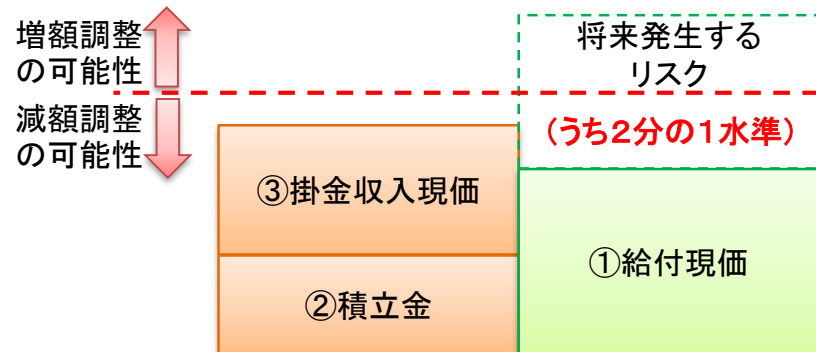 増額調整
の可能性
減額調整
の可能性
将来発生する
リスク
(うち2分の1水準)
③掛金収入現価
②積立金
①給付現価